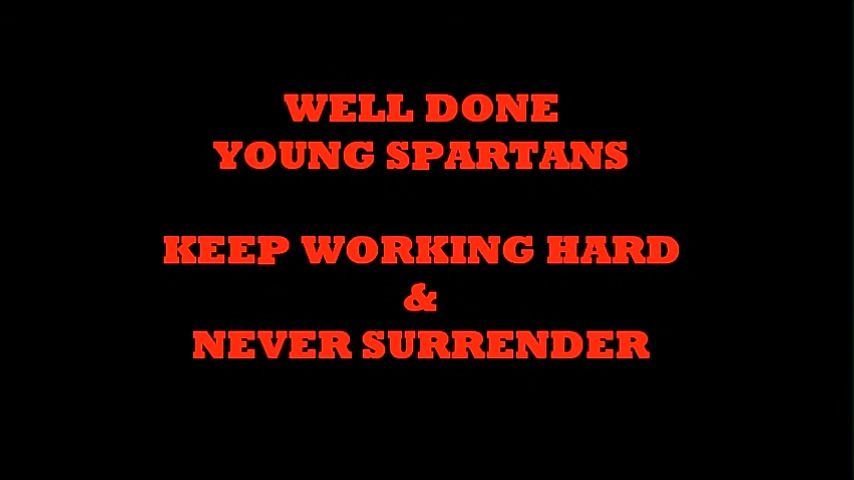 WELL DONE
YOUNG SPARTANS
KEEP WORKING HARD
&
NEVER SURRENDER